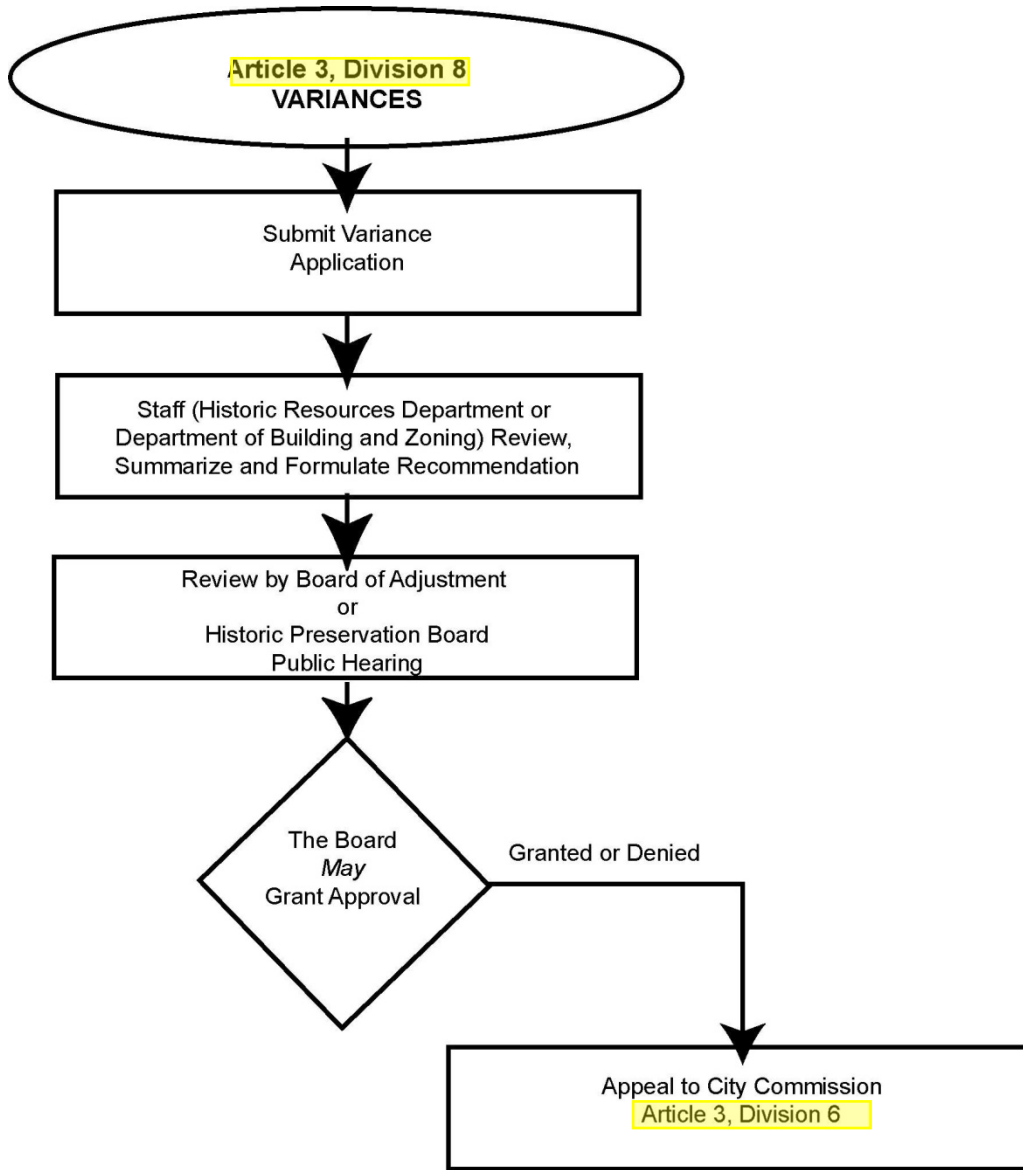 Article 3, Division 8
VARIANCES
Submit Variance
Application
Staff (Historic Resources Department or
Department of Building and Zoning) Review,
Summarize and Formulate Recommendation
Review by Board of Adjustment
or
Historic Preservation Board
Public Hearing
The Board
May
Grant Approval
Granted or Denied
Appeal to City Commission
Article 3, Division 6